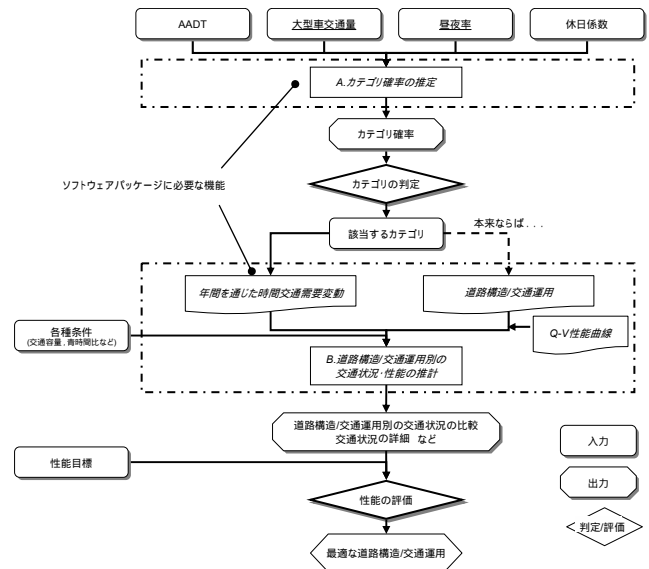 AADT
大型車交通量
昼夜率
休日係数
A.カテゴリ確率の推定
カテゴリ確率
カテゴリの判定
ソフトウェアパッケージに必要な機能
該当するカテゴリ
本来ならば...
年間を通じた時間交通需要変動
道路構造/交通運用
各種条件
(交通容量,青時間比など)
Q-V性能曲線
B.道路構造/交通運用別の
交通状況・性能の推計
道路構造/交通運用別の交通状況の比較
交通状況の詳細 など
入力
性能目標
出力
性能の評価
判定/評価
最適な道路構造/交通運用